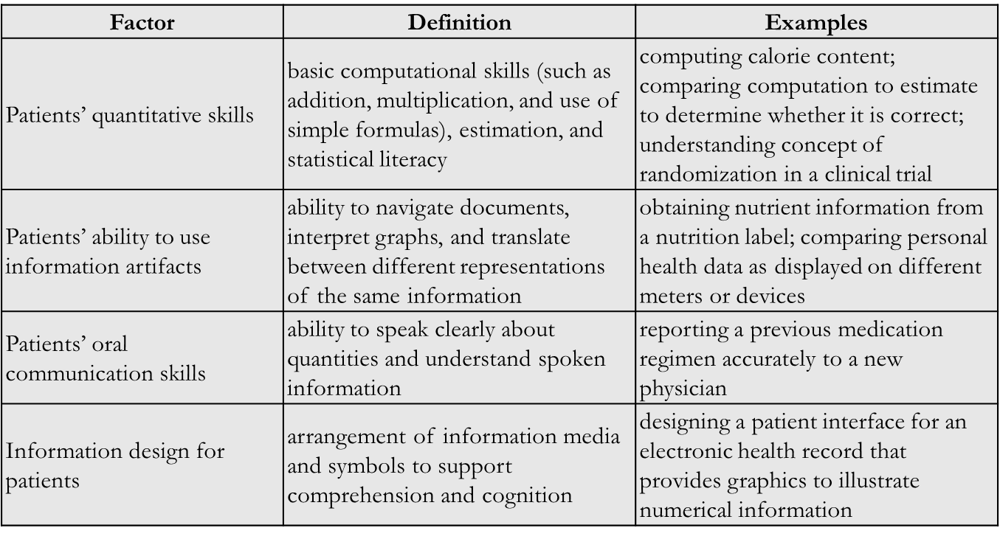 Factor
Definition
Examples
Patients’ quantitative skills
basic computational skills (such as
addition, multiplication, and use of
simple formulas), estimation, and
statistical literacy
computing calorie content;
comparing computation to estimate
to determine whether it is correct;
understanding concept of
randomization in a clinical trial
Patients’ ability to use
information artifacts
ability to navigate documents,
interpret graphs, and translate
between different representations
of the same information
obtaining nutrient information from
a nutrition label; comparing personal
health data as displayed on different
meters or devices
Patients’ oral
communication skills
ability to speak clearly about
quantities and understand spoken
information
reporting a previous medication
regimen accurately to a new
physician
Information design for
patients
arrangement of information media
and symbols to support
comprehension and cognition
designing a patient interface for an
electronic health record that
provides graphics to illustrate
numerical information